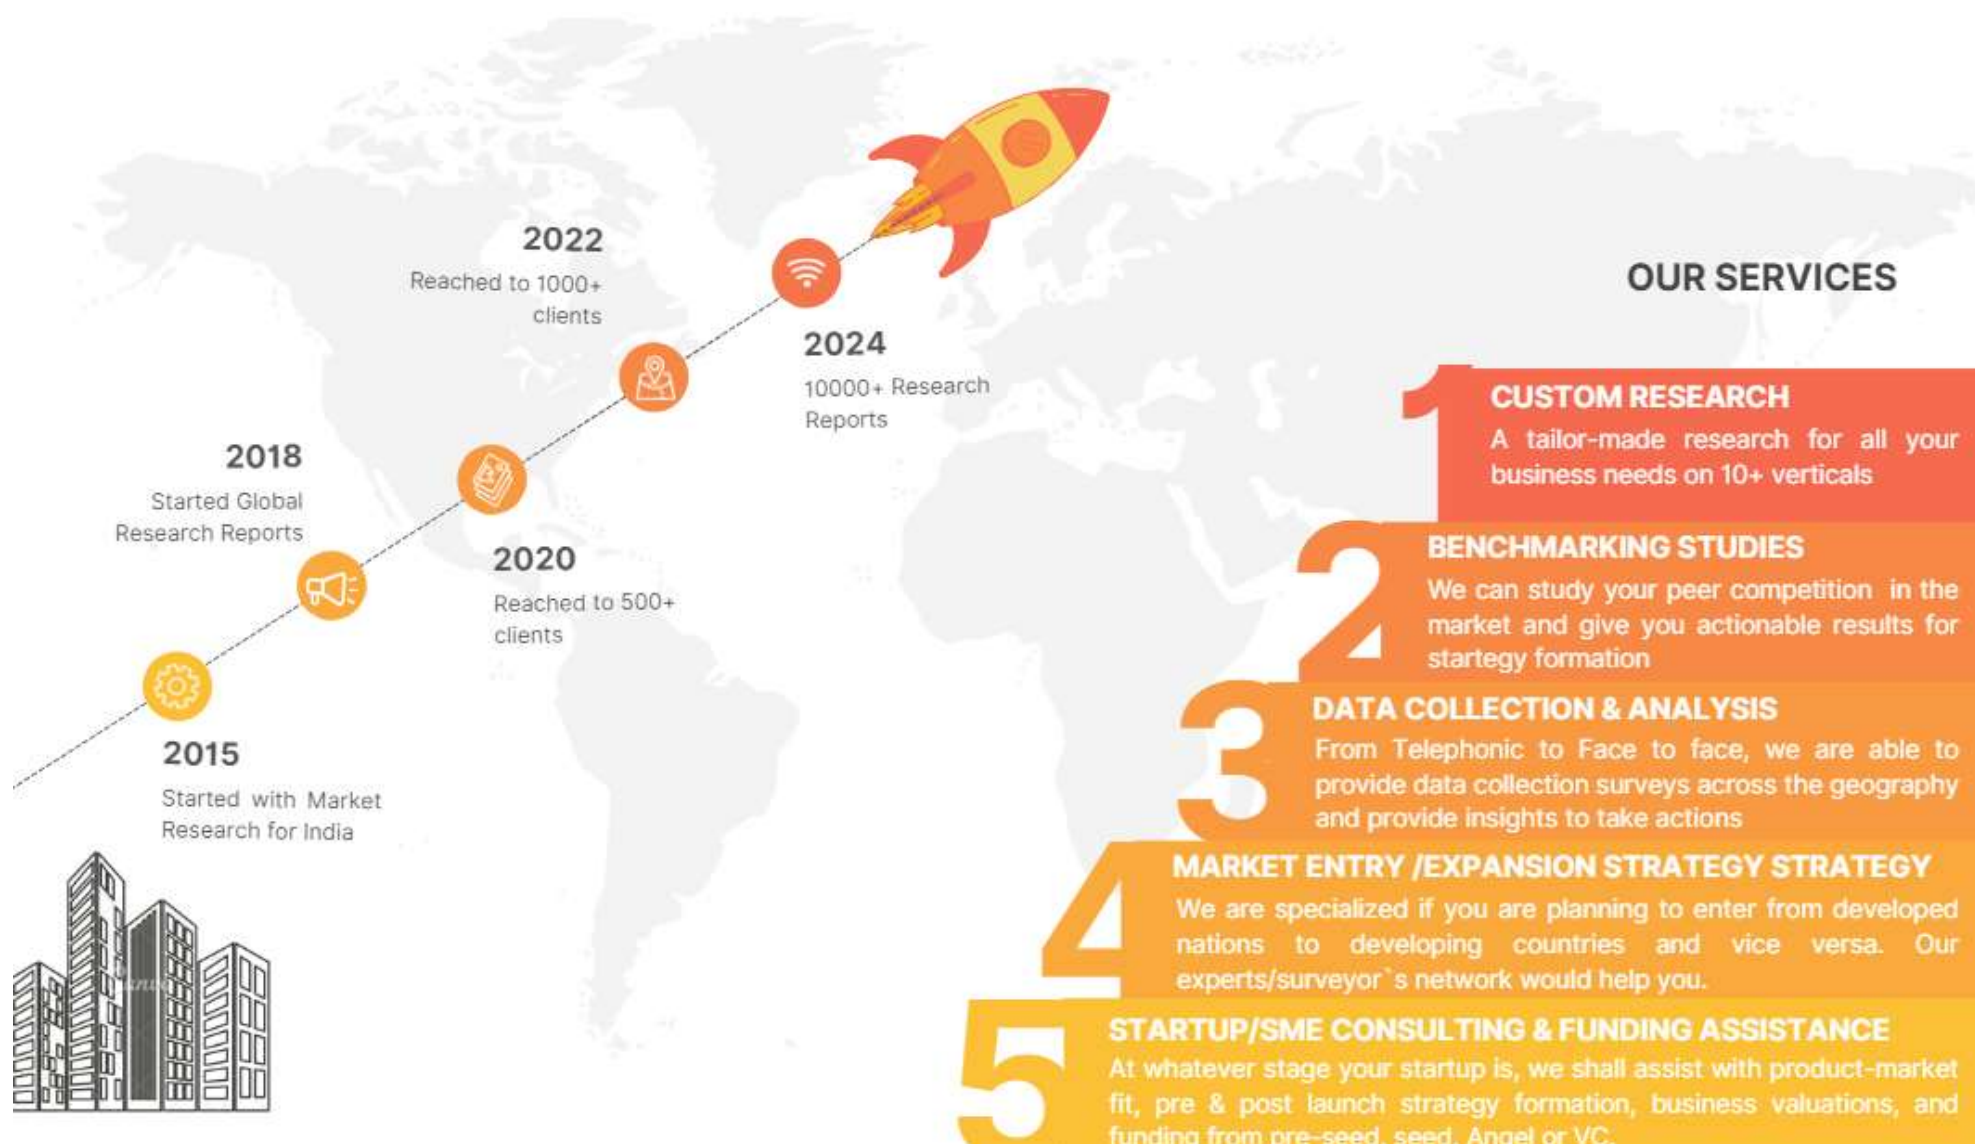 2022
Reached to 1000+
clients
2024
10000+ Research
Reports
2018
Started Global
Research Reports
2020
Reached to 500+
clients
2015
Started with Market
Research for India
OUR SERVICES
1
CUSTOM RESEARCH
A tailor-made research for all your
business needs on 10+ verticals
2
BENCHMARKING STUDIES
We can study your peer competition in the
market and give you actionable results for
startegy formation
3
DATA COLLECTION & ANALYSIS
From Telephonic to Face to face, we are able to
provide data collection surveys across the geography
and provide insights to take actions
4
MARKET ENTRY /EXPANSION STRATEGY STRATEGY
We are specialized if you are planning to enter from developed
nations to developing countries and vice versa. Our
experts/surveyor`s network would help you.
5
STARTUP/SME CONSULTING & FUNDING ASSISTANCE
At whatever stage your startup is, we shall assist with product-market
fit, pre & post launch strategy formation, business valuations, and
funding from pre-seed, seed, Angel or VC.